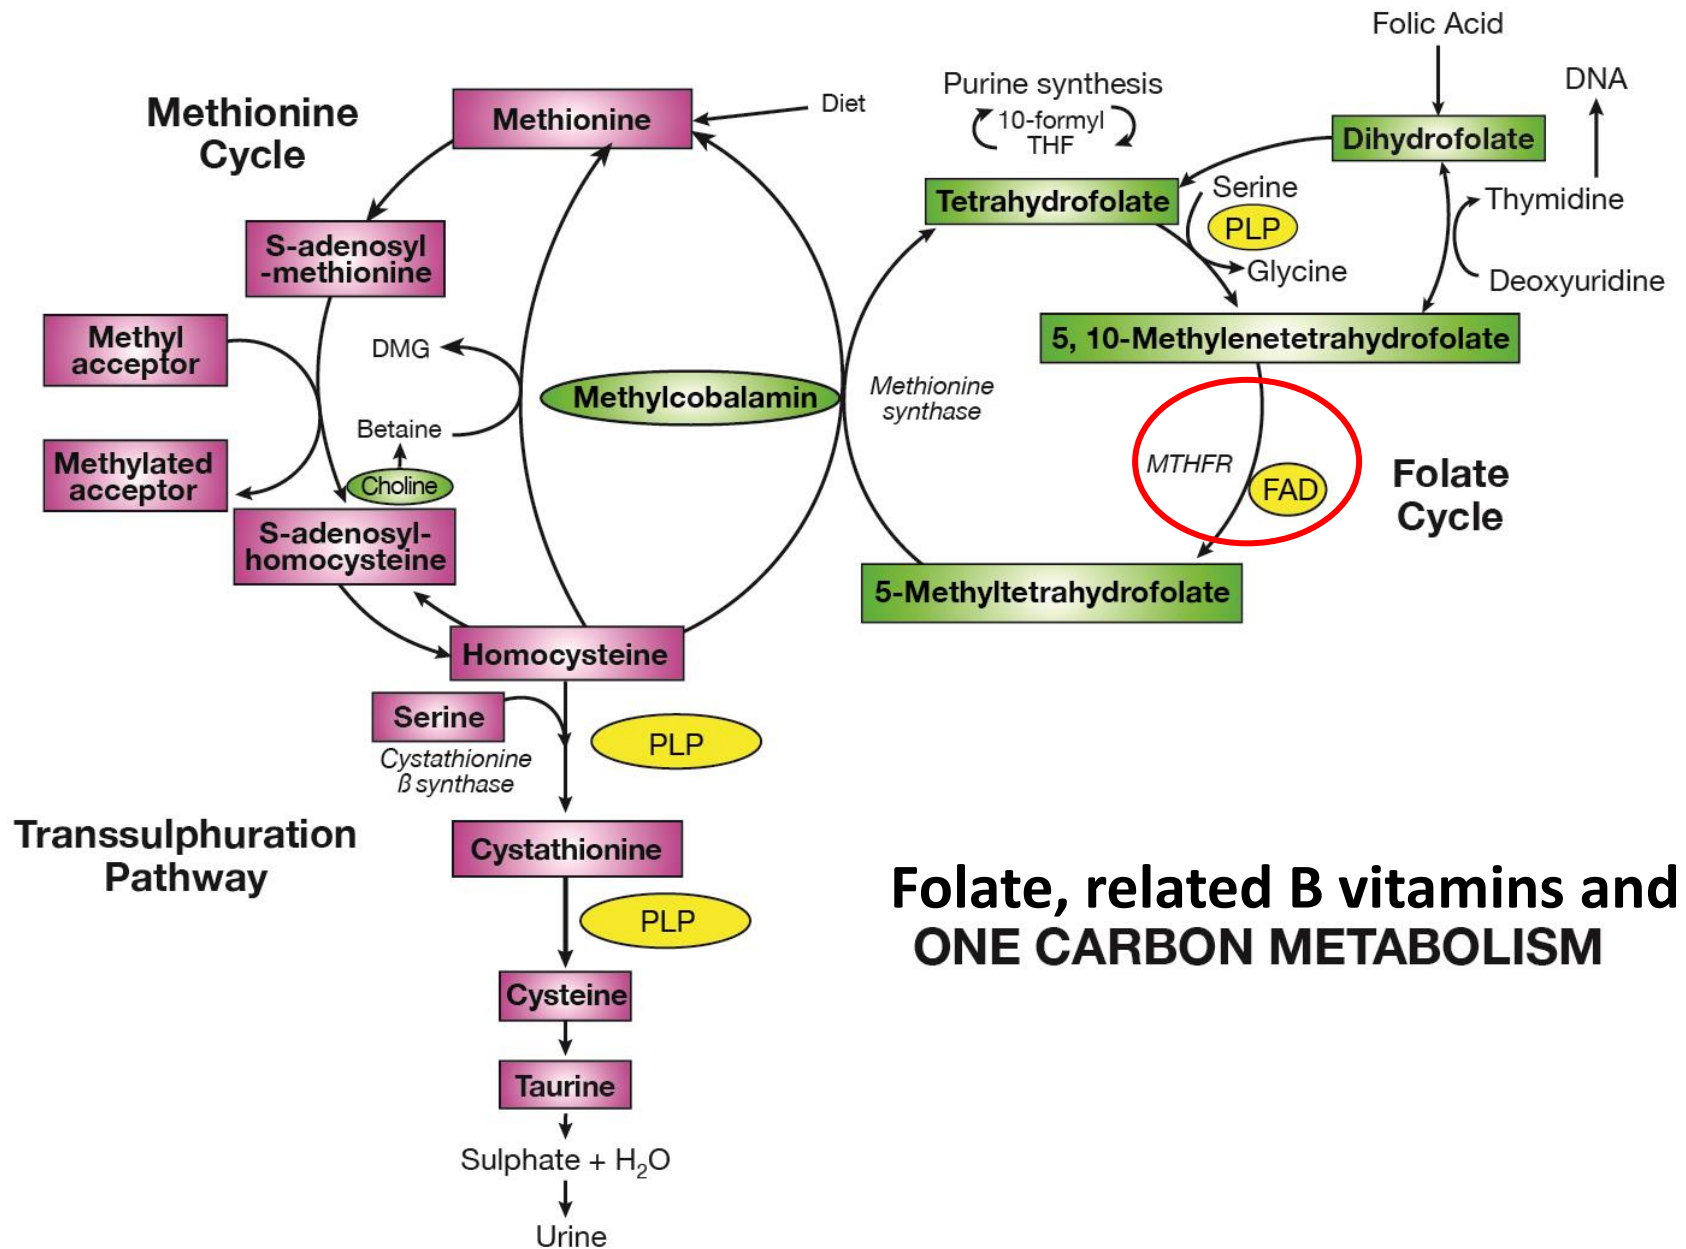 Methionine
Cycle
Methionine
Diet
S-adenosyl
-methionine
Methyl
acceptor
DMG
Betaine
Choline
Methylated
acceptor
S-adenosyl-
homocysteine
Methylcobalamin
Homocysteine
Serine
PLP
Cystathionine
ß synthase
Transsulphuration
Pathway
Cystathionine
PLP
Cysteine
Taurine
Sulphate + H₂O
Urine
Folic Acid
Purine synthesis
10-formyl
THF
DNA
Dihydrofolate
Tetrahydrofolate
Serine
PLP
Glycine
Thymidine
Deoxyuridine
5, 10-Methylenetetrahydrofolate
Methionine
synthase
MTHFR
FAD
Folate
Cycle
5-Methyltetrahydrofolate
Folate, related B vitamins and
ONE CARBON METABOLISM